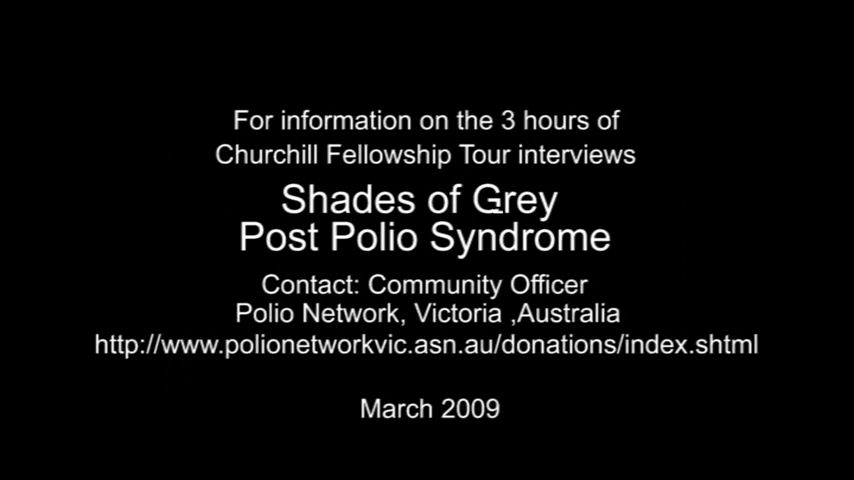 For information on the 3 hours of
Churchill Fellowship Tour interviews
Shades of Grey
Post Polio Syndrome
Contact: Community Officer
Polio Network, Victoria ,Australia
http://www.polionetworkvic.asn.au/donations/index.shtml
March 2009